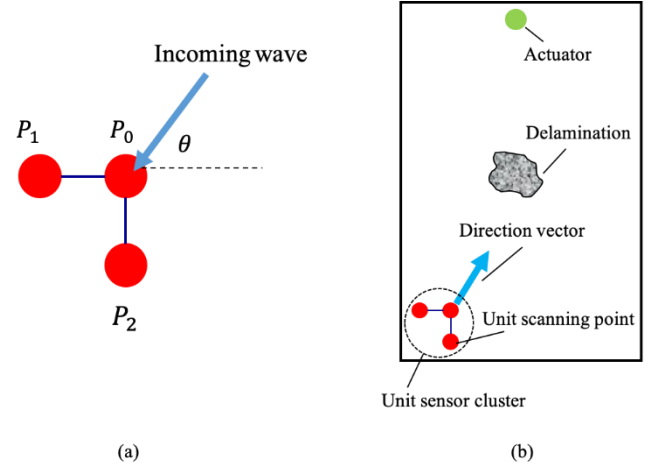 Incoming wave
P₁
P₀
θ
P₂
(a)
Actuator
Delamination
Direction vector
Unit scanning point
Unit sensor cluster
(b)